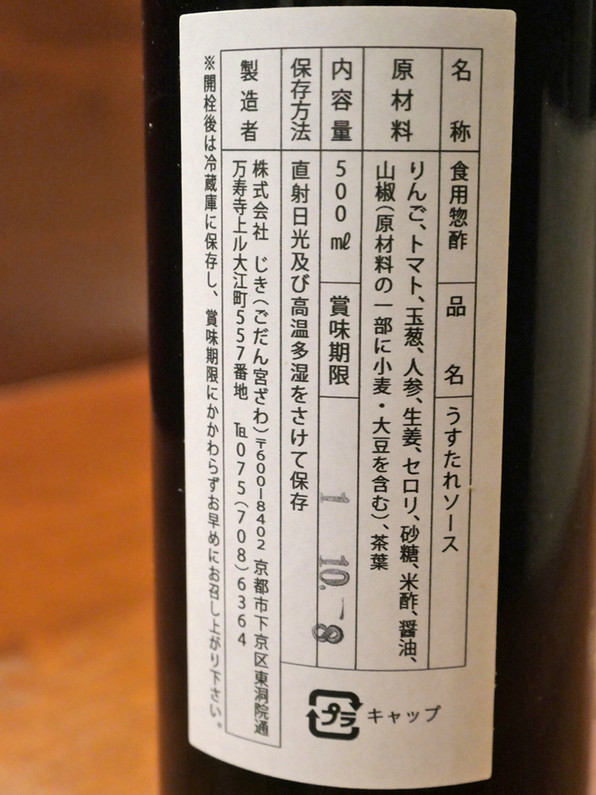 名称 食用惣酢 品名 うすたれソース
原材料 りんご、トマト、玉葱、人参、生姜、セロリ、砂糖、米酢、醤油、
山椒(原材料の一部に小麦・大豆を含む)、茶葉
内容量 500㎖ 賞味期限
保存方法 直射日光及び高温多湿をさけて保存
製造者 株式会社 じき(ごだん宮ざわ)〒600-8402 京都市下京区東洞院通
万寿寺上ル大江町557番地 ℡075(708)6364
※開栓後は冷蔵庫に保存し、賞味期限にかかわらずお早めにお召し上がり下さい。
プラ キャップ